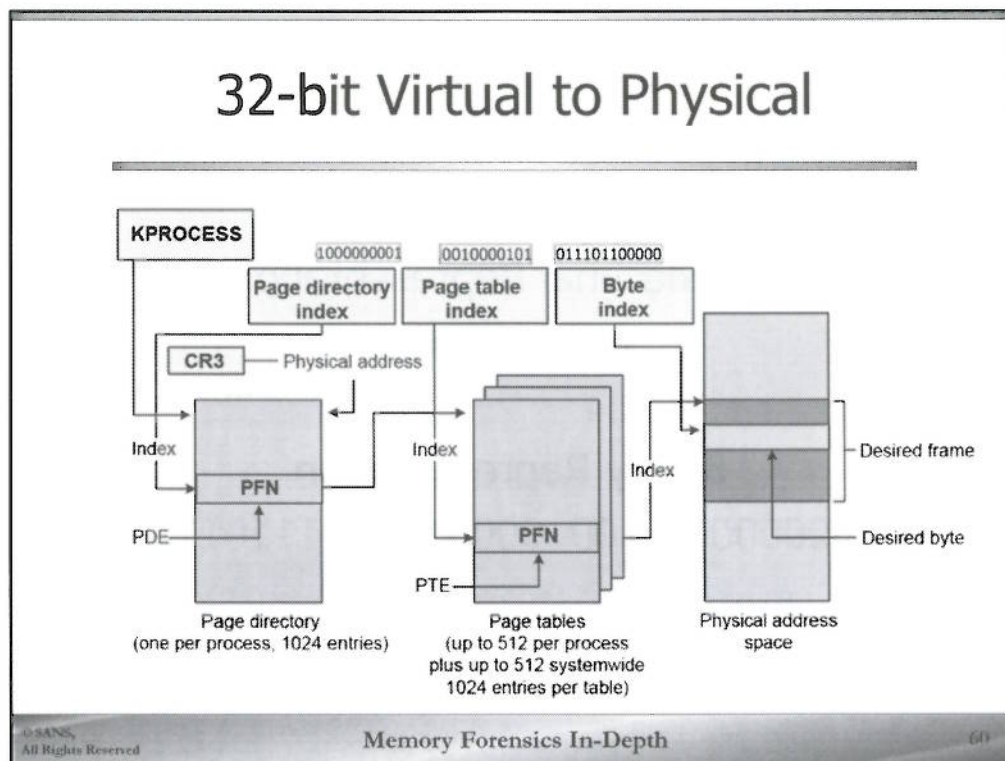 32-bit Virtual to Physical
KPROCESS
1000000001
0010000101
011101100000
Page directory
index
Page table
index
Byte
index
CR3
Physical address
Index
Index
Index
PFN
PFN
PDE
PTE
Desired frame
Desired byte
Page directory
(one per process, 1024 entries)
Page tables
(up to 512 per process
plus up to 512 systemwide
1024 entries per table)
Physical address
space
© SANS,
All Rights Reserved
Memory Forensics In-Depth
60